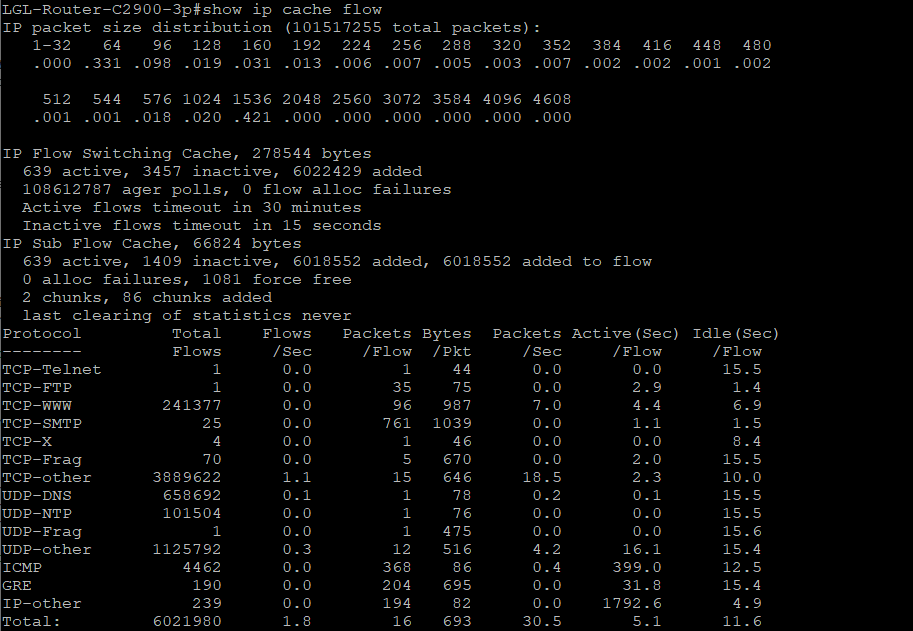 LGL-Router-C2900-3p#show ip cache flow
IP packet size distribution (101517255 total packets):
   1-32   64   96  128  160  192  224  256  288  320  352  384  416  448  480
   .000 .331 .098 .019 .031 .013 .006 .007 .005 .003 .007 .002 .002 .001 .002

    512  544  576 1024 1536 2048 2560 3072 3584 4096 4608
   .001 .001 .018 .020 .421 .000 .000 .000 .000 .000 .000

IP Flow Switching Cache, 278544 bytes
  639 active, 3457 inactive, 6022429 added
  108612787 ager polls, 0 flow alloc failures
  Active flows timeout in 30 minutes
  Inactive flows timeout in 15 seconds
IP Sub Flow Cache, 66824 bytes
  639 active, 1409 inactive, 6018552 added, 6018552 added to flow
  0 alloc failures, 1081 force free
  2 chunks, 86 chunks added
  last clearing of statistics never
Protocol         Total    Flows   Packets Bytes  Packets Active(Sec) Idle(Sec)
--------         Flows     /Sec     /Flow  /Pkt     /Sec     /Flow     /Flow
TCP-Telnet           1      0.0         1    44      0.0       0.0      15.5
TCP-FTP              1      0.0        35    75      0.0       2.9       1.4
TCP-WWW         241377      0.0        96   987      7.0       4.4       6.9
TCP-SMTP            25      0.0       761  1039      0.0       1.1       1.5
TCP-X                4      0.0         1    46      0.0       0.0       8.4
TCP-Frag            70      0.0         5   670      0.0       2.0      15.5
TCP-other      3889622      1.1        15   646     18.5       2.3      10.0
UDP-DNS         658692      0.1         1    78      0.2       0.1      15.5
UDP-NTP         101504      0.0         1    76      0.0       0.0      15.5
UDP-Frag             1      0.0         1   475      0.0       0.0      15.6
UDP-other      1125792      0.3        12   516      4.2      16.1      15.4
ICMP              4462      0.0       368    86      0.4     399.0      12.5
GRE                190      0.0       204   695      0.0      31.8      15.4
IP-other           239      0.0       194    82      0.0    1792.6       4.9
Total:         6021980      1.8        16   693     30.5       5.1      11.6